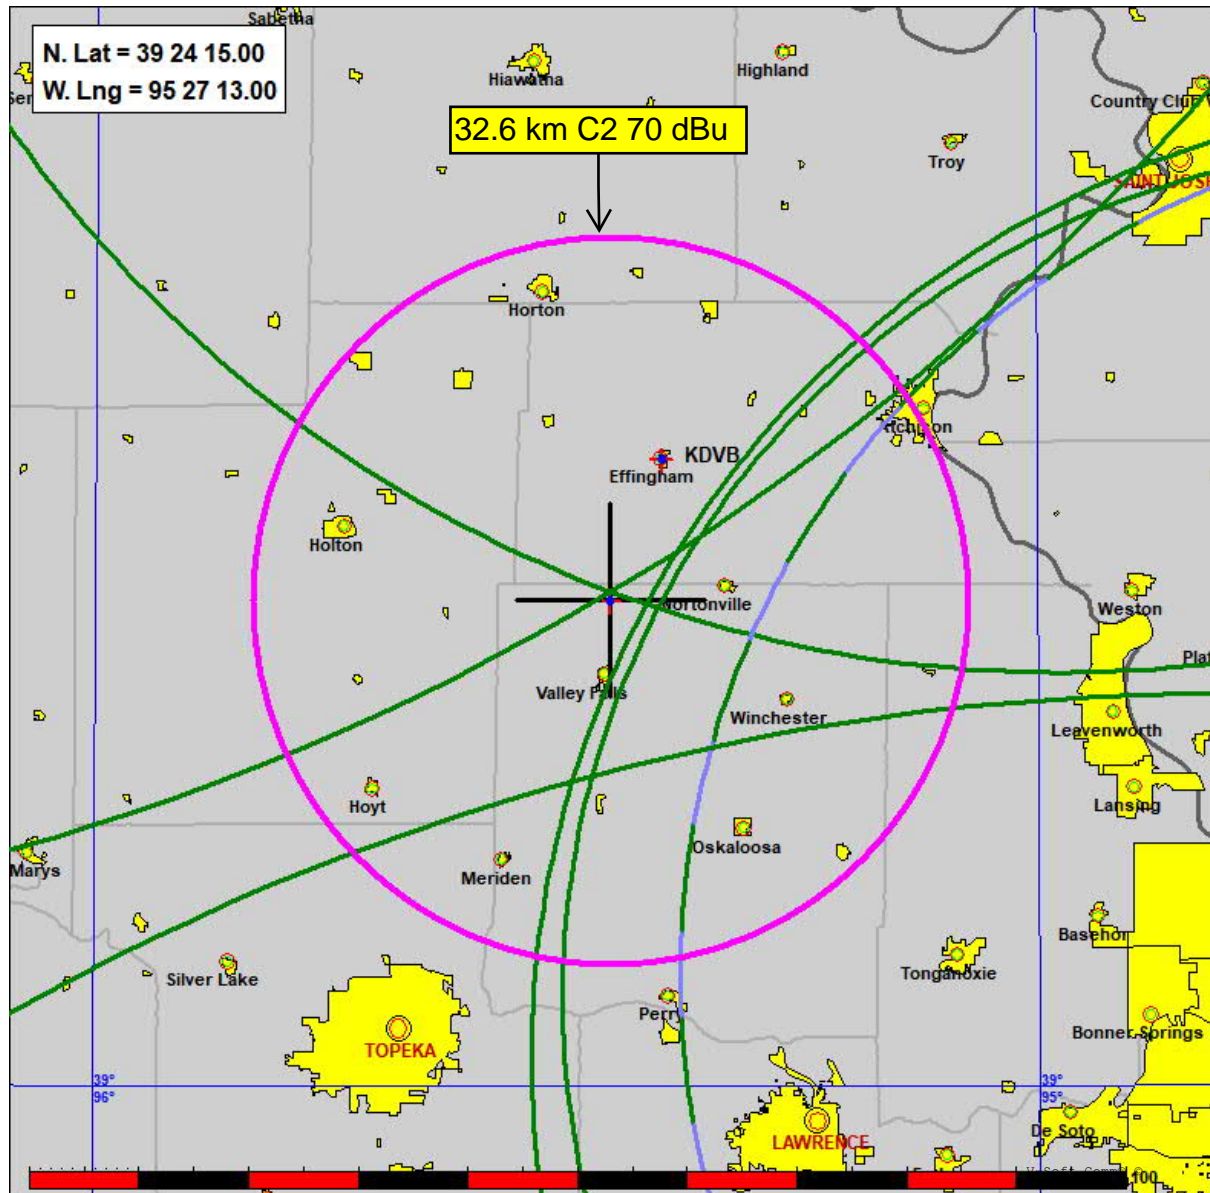 Sabetha
N. Lat = 39 24 15.00
W. Lng = 95 27 13.00
Hiawatha
Highland
Country Club
32.6 km C2 70 dBu
Troy
Horton
KDVB
Effingham
Holton
Nortonville
Weston
Valley Falls
Winchester
Leavenworth
Hoyt
Lansing
Oskaloosa
Marys
Meriden
Basehor
Silver Lake
Tonganoxie
Perry
Bonner Springs
TOPEKA
39°
96°
39°
95°
De Soto
LAWRENCE
100